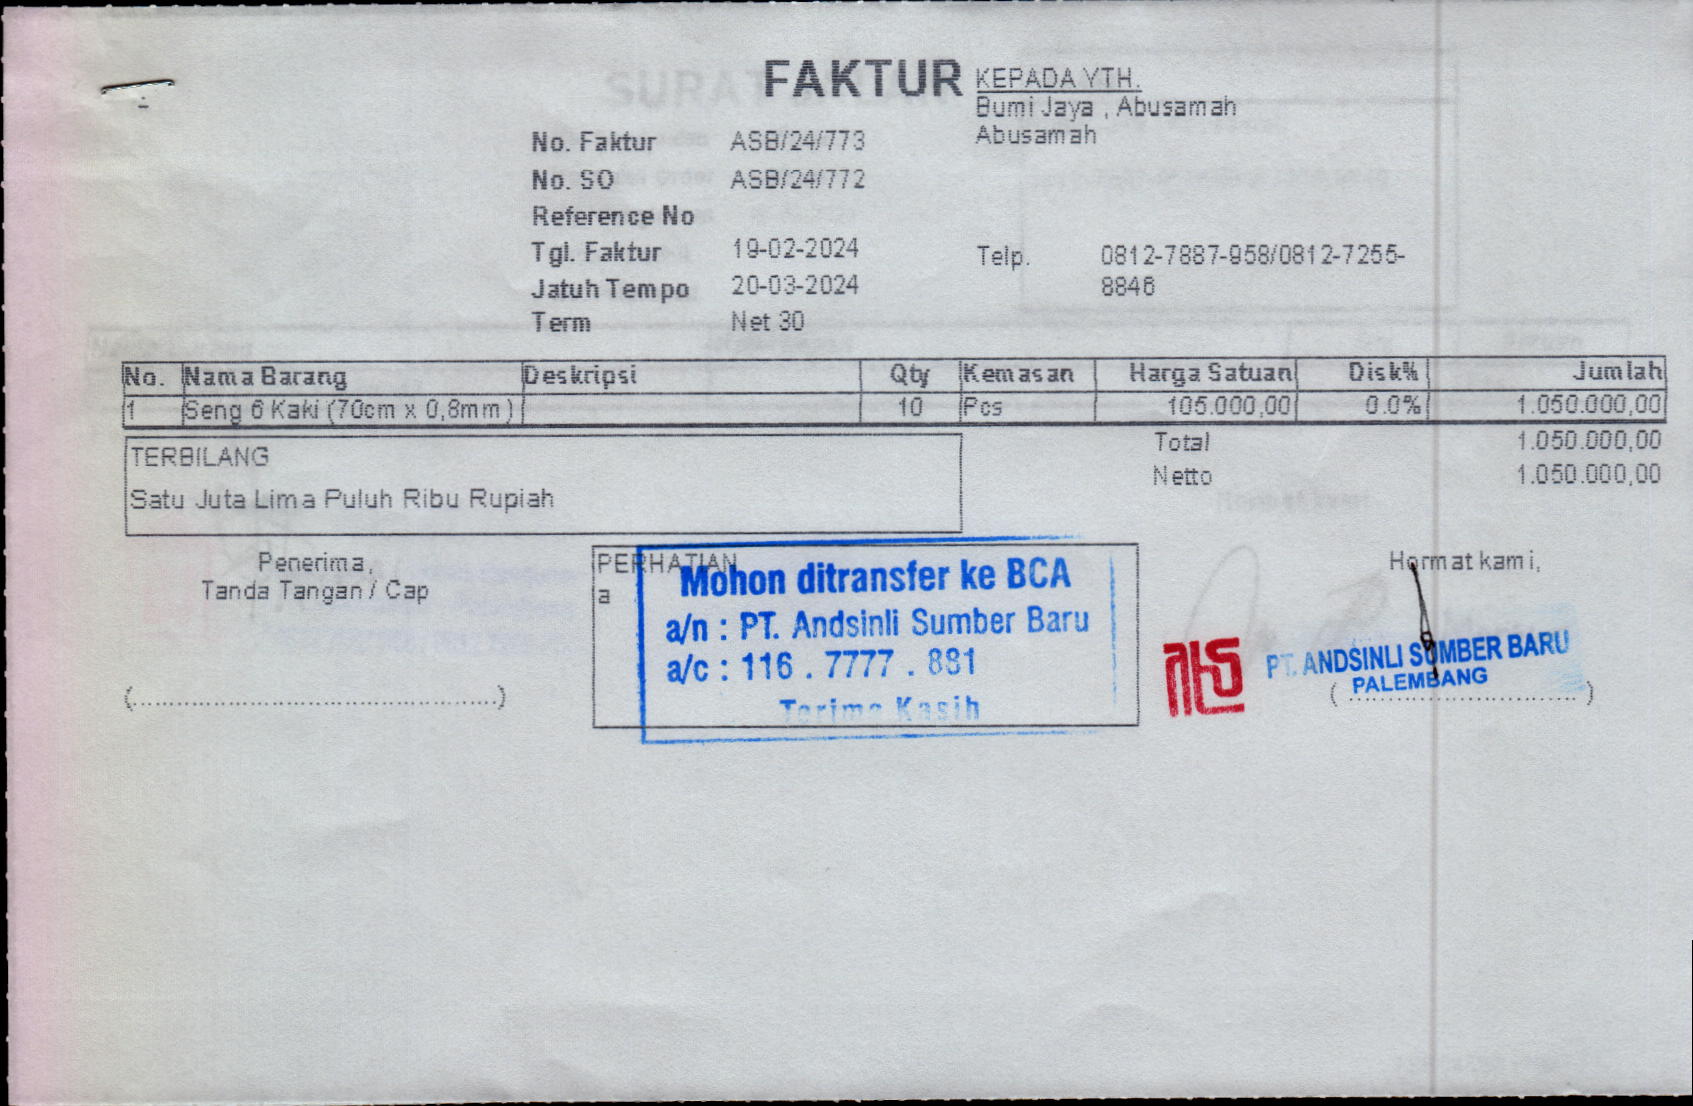 FAKTUR
KEPADA YTH.
Bumi Jaya , Abusamah
Abusamah
No. Faktur ASB/24/773
No. SO ASB/24/772
Reference No
Tgl. Faktur 19-02-2024
Telp. 0812-7887-958/0812-7255-
8846
Jatuh Tempo 20-03-2024
Term Net 30
No. Nama Barang Deskripsi Qty Kemasan Harga Satuan Disk% Jumlah
1 Seng 6 Kaki (70cm x 0,8mm ) 10 Pcs 105.000,00 0.0% 1.050.000,00
Total 1.050.000,00
Netto 1.050.000,00
TERBILANG
Satu Juta Lima Puluh Ribu Rupiah
Penerima,
Tanda Tangan / Cap
(................................................)
PERHATIAN
a
Mohon ditransfer ke BCA
a/n : PT. Andsinli Sumber Baru
a/c : 116 . 7777 . 881
Terima Kasih
Hormat kami,
PT. ANDSINLI SUMBER BARU
PALEMBANG
(..............................)